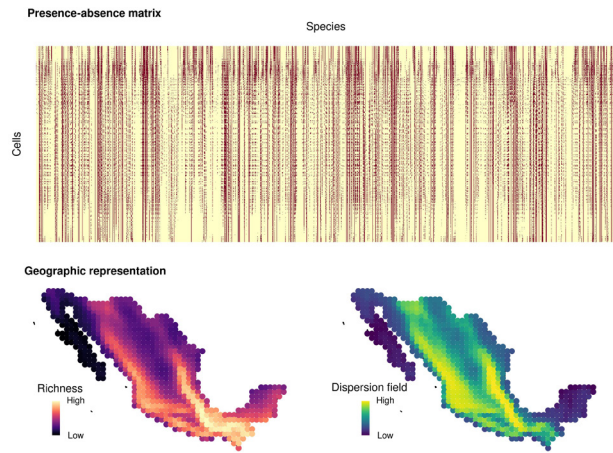 Presence-absence matrix
Species
Cells
Geographic representation
Richness
High
Low
Dispersion field
High
Low